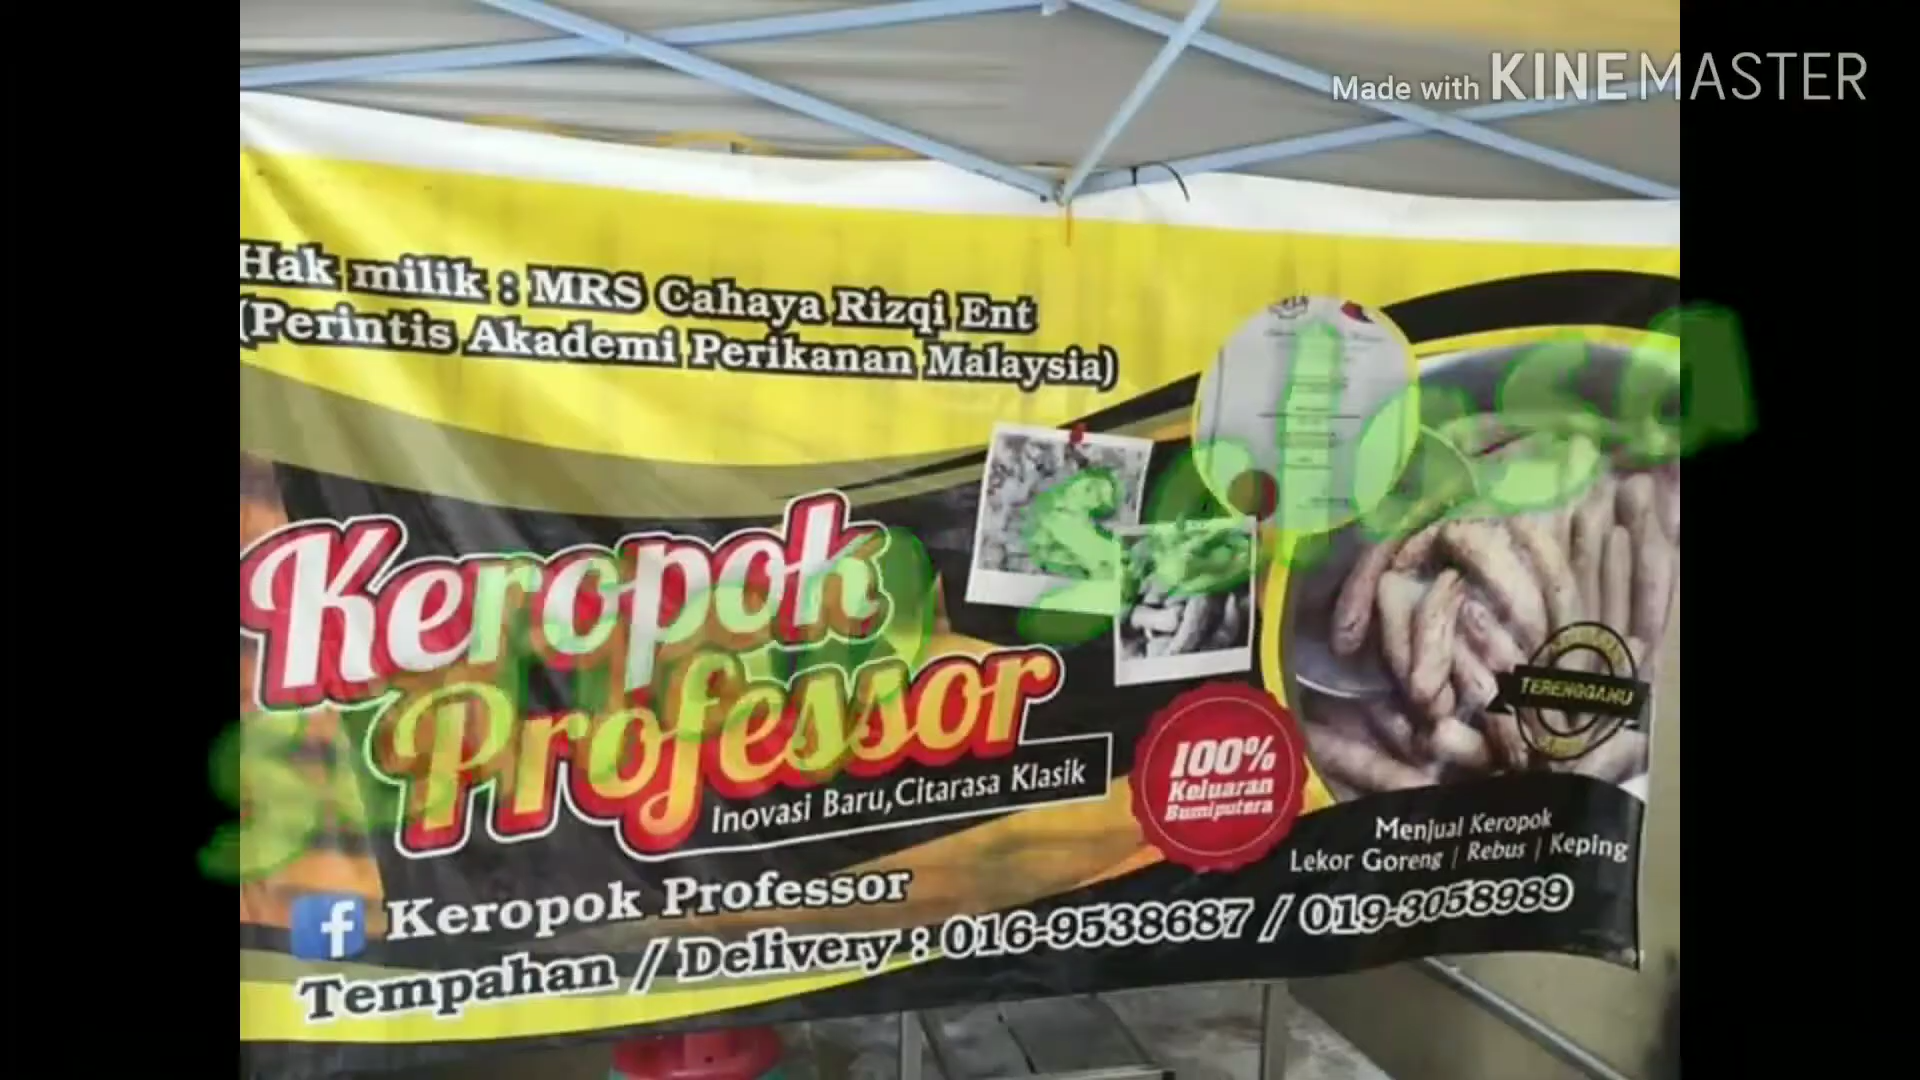 Made with KINEMASTER
Hak milik : MRS Cahaya Rizqi Ent
(Perintis Akademi Perikanan Malaysia)
Keropok
Professor
Inovasi Baru,Citarasa Klasik
100%
Keluaran
Bumiputera
TERENGGANU
Menjual Keropok
Lekor Goreng / Rebus / Keping
f Keropok Professor
Tempahan / Delivery : 016-9538687 / 019-3058989